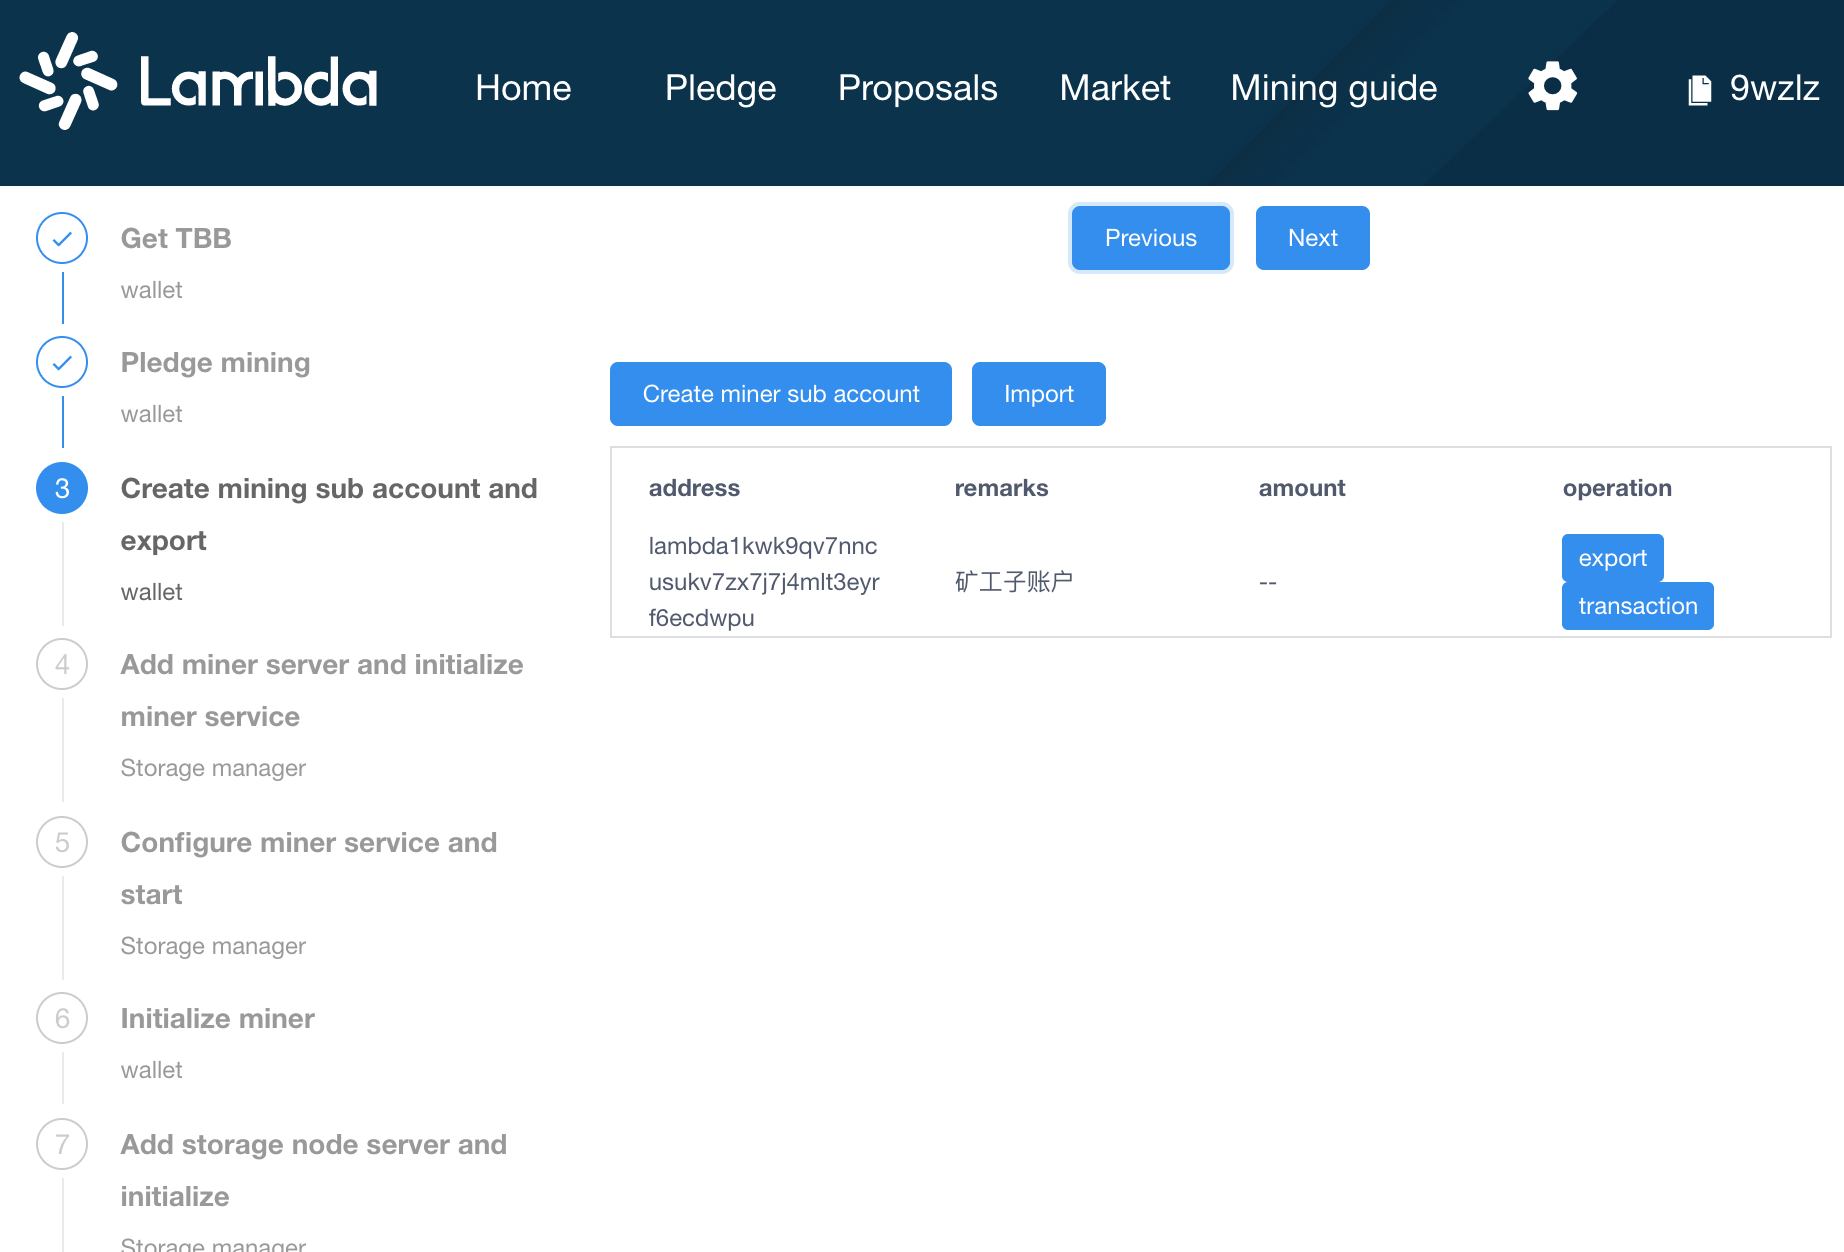 Lambda
Home Pledge Proposals Market Mining guide 9wzlz
Get TBB
wallet
Pledge mining
wallet
3 Create mining sub account and
export
wallet
4 Add miner server and initialize
miner service
Storage manager
5 Configure miner service and
start
Storage manager
6 Initialize miner
wallet
7 Add storage node server and
initialize
Storage manager
Previous Next
Create miner sub account Import
address remarks amount operation
lambda1kwk9qv7nnc
usukv7zx7j7j4mlt3eyr
f6ecdwpu
矿工子账户
--
export
transaction